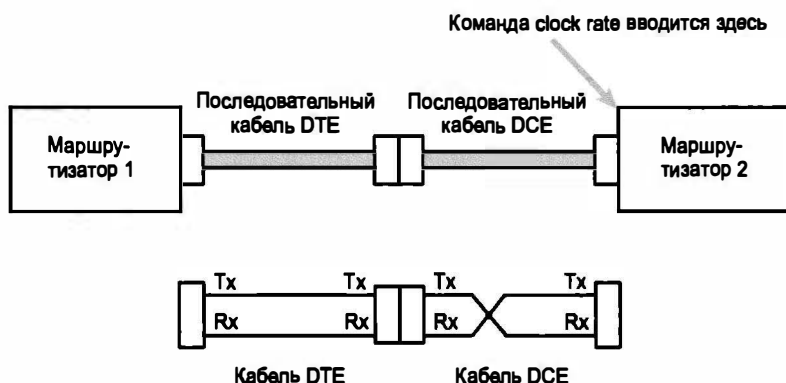 Команда clock rate вводится здесь
Последовательный
кабель DTE
Последовательный
кабель DCE
Маршру-
тизатор 1
Маршру-
тизатор 2
Tx
Tx
Tx
Tx
Rx
Rx
Rx
Rx
Кабель DTE
Кабель DCE